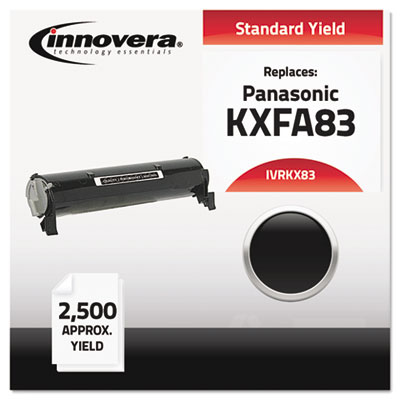 innovera
technology essentials
Standard Yield
Replaces:
Panasonic
KXFA83
IVRKX83
2,500
APPROX.
YIELD